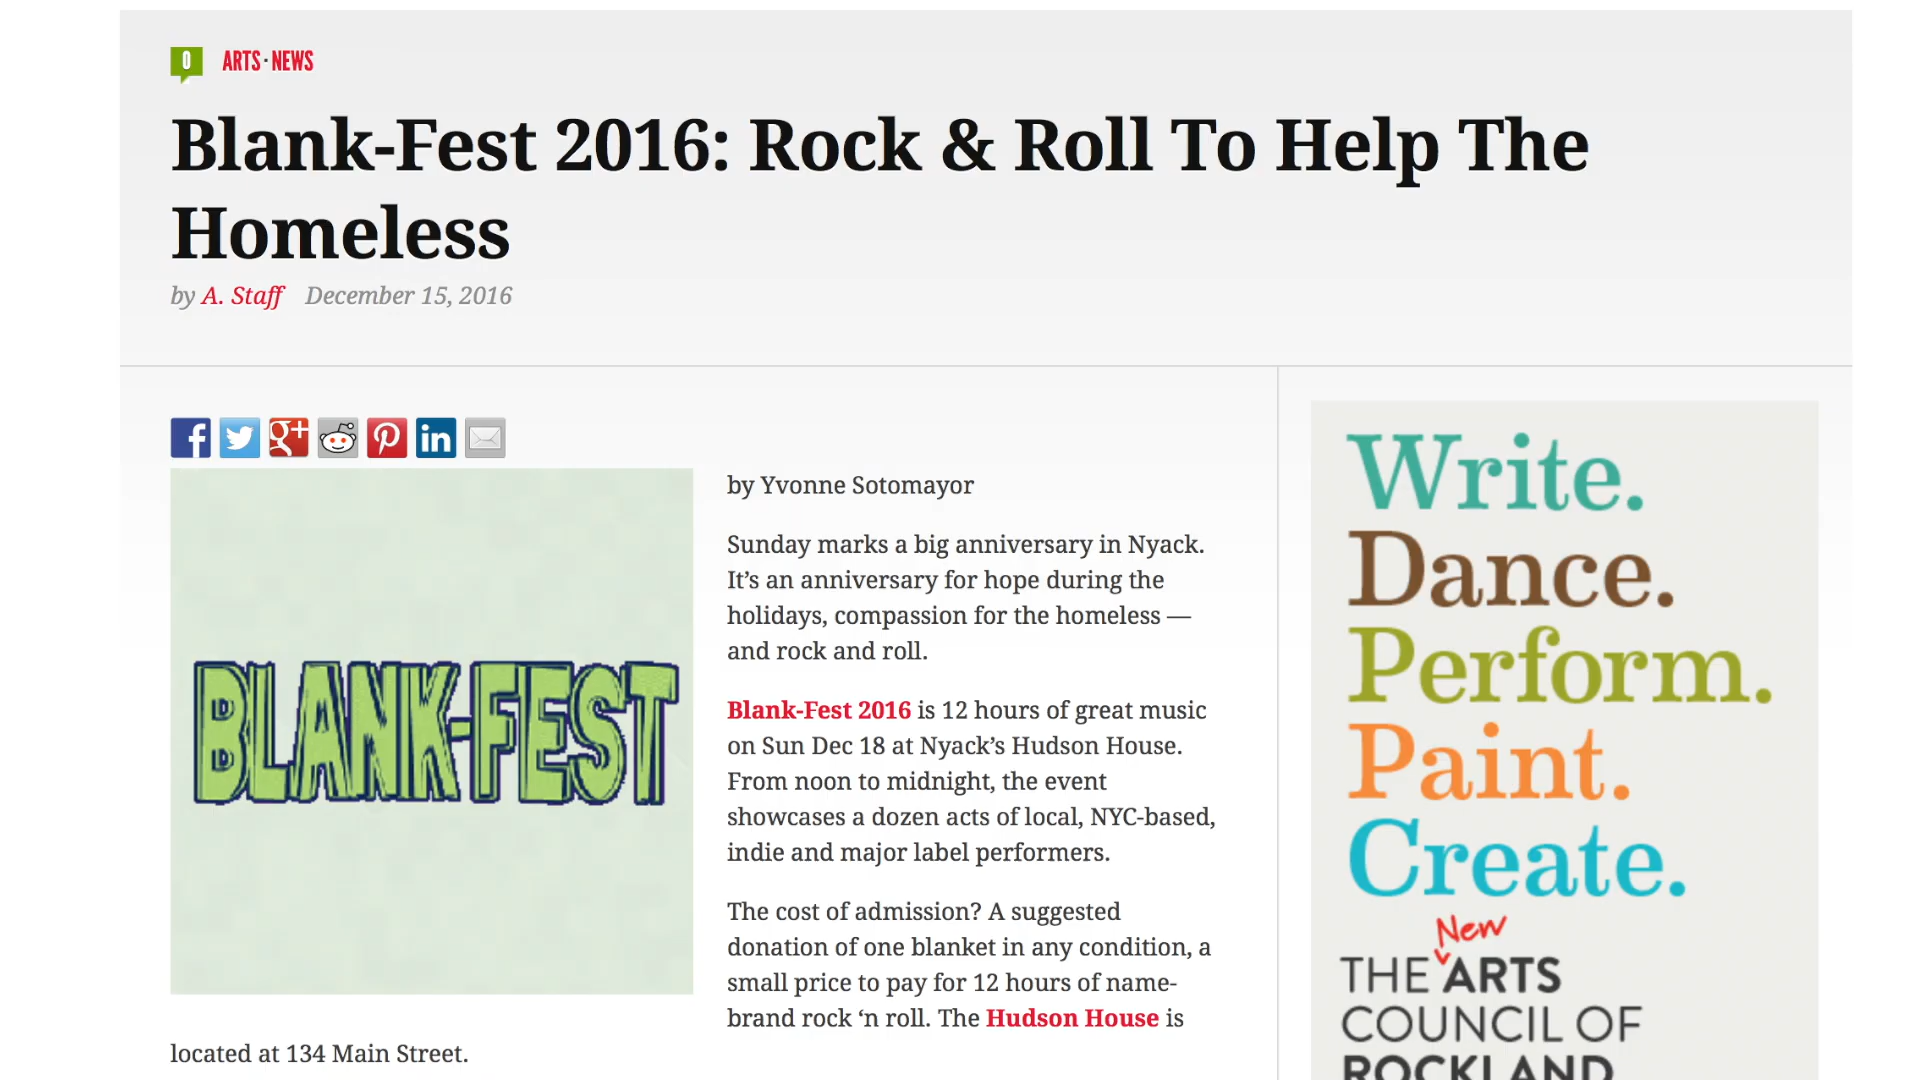 0 ARTS · NEWS
Blank-Fest 2016: Rock & Roll To Help The
Homeless
by A. Staff December 15, 2016
BLANK-FEST
by Yvonne Sotomayor
Sunday marks a big anniversary in Nyack.
It’s an anniversary for hope during the
holidays, compassion for the homeless —
and rock and roll.
Blank-Fest 2016 is 12 hours of great music
on Sun Dec 18 at Nyack’s Hudson House.
From noon to midnight, the event
showcases a dozen acts of local, NYC-based,
indie and major label performers.
The cost of admission? A suggested
donation of one blanket in any condition, a
small price to pay for 12 hours of name-
brand rock ‘n roll. The Hudson House is
located at 134 Main Street.
Write.
Dance.
Perform.
Paint.
Create.
New
THE ARTS
COUNCIL OF
ROCKLAND